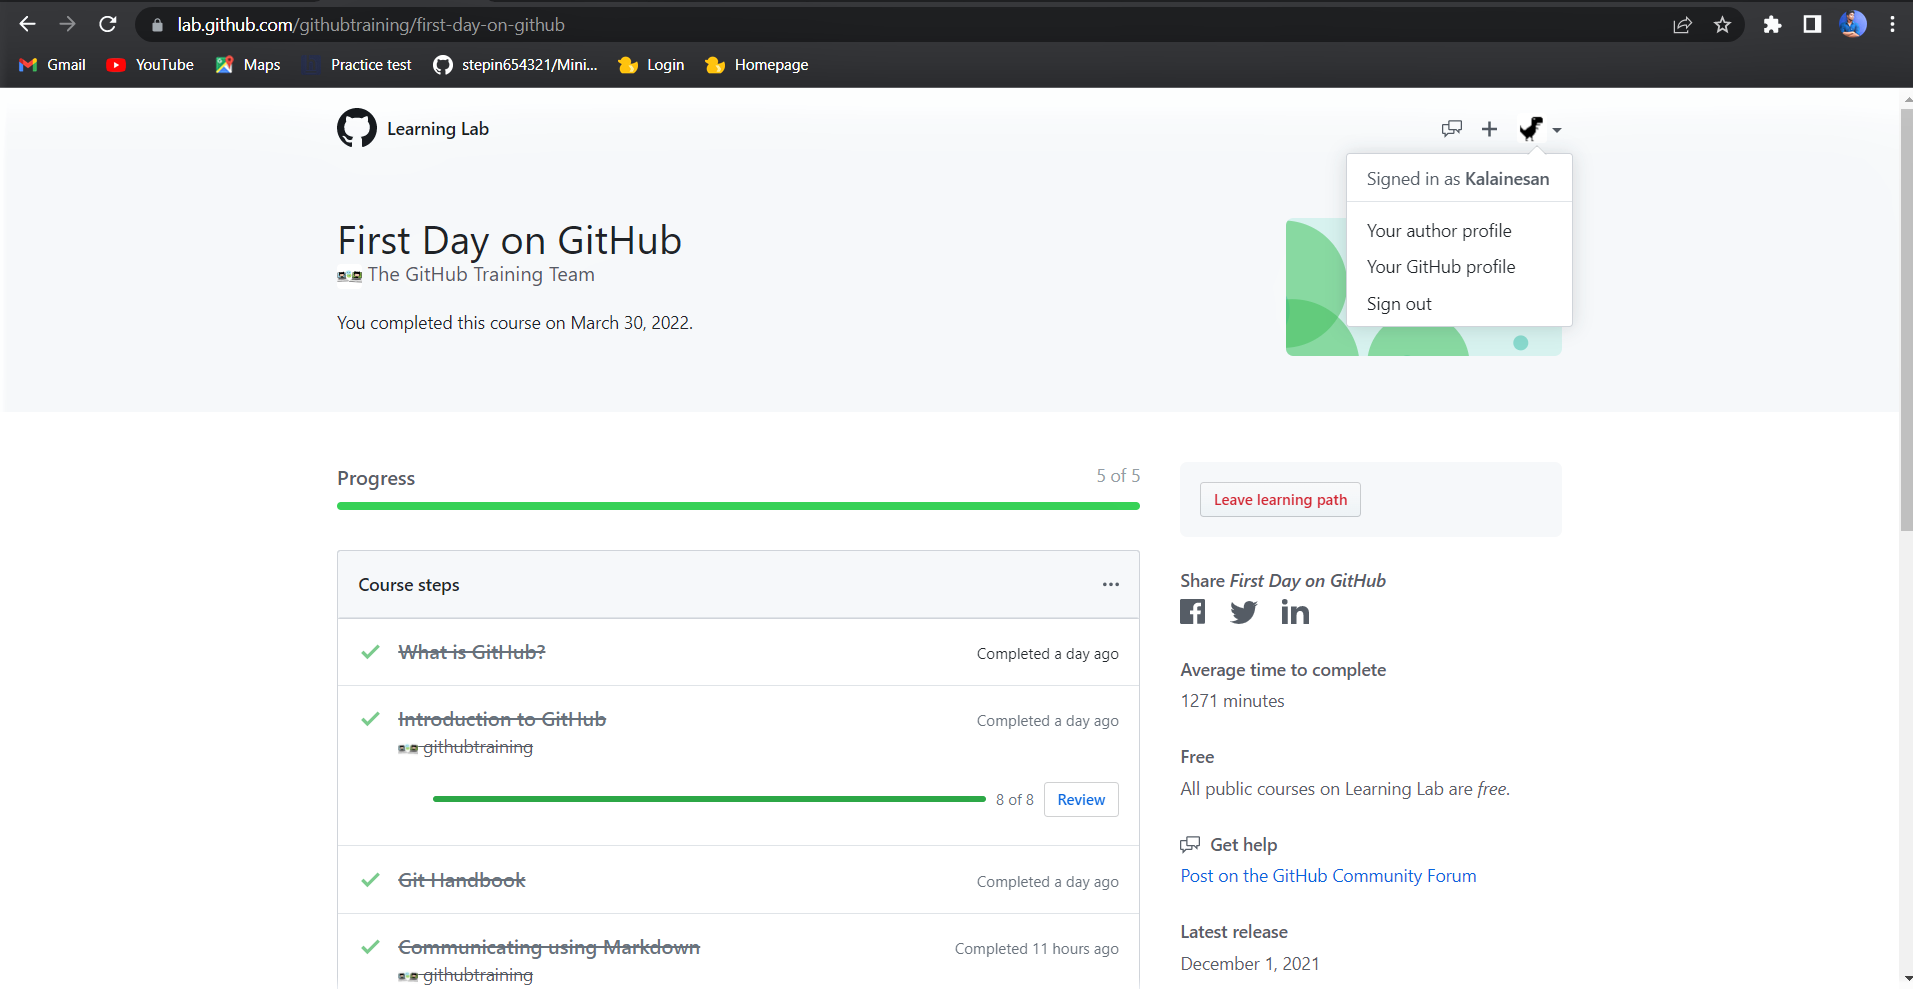 lab.github.com/githubtraining/first-day-on-github
Gmail YouTube Maps Practice test stepin654321/Mini... Login Homepage
Learning Lab
Signed in as Kalainesan
Your author profile
Your GitHub profile
Sign out
First Day on GitHub
The GitHub Training Team
You completed this course on March 30, 2022.
Progress 5 of 5
Course steps ...
What is GitHub? Completed a day ago
Introduction to GitHub Completed a day ago
githubtraining
8 of 8 Review
Git Handbook Completed a day ago
Communicating using Markdown Completed 11 hours ago
githubtraining
Leave learning path
Share First Day on GitHub
Average time to complete
1271 minutes
Free
All public courses on Learning Lab are free.
Get help
Post on the GitHub Community Forum
Latest release
December 1, 2021